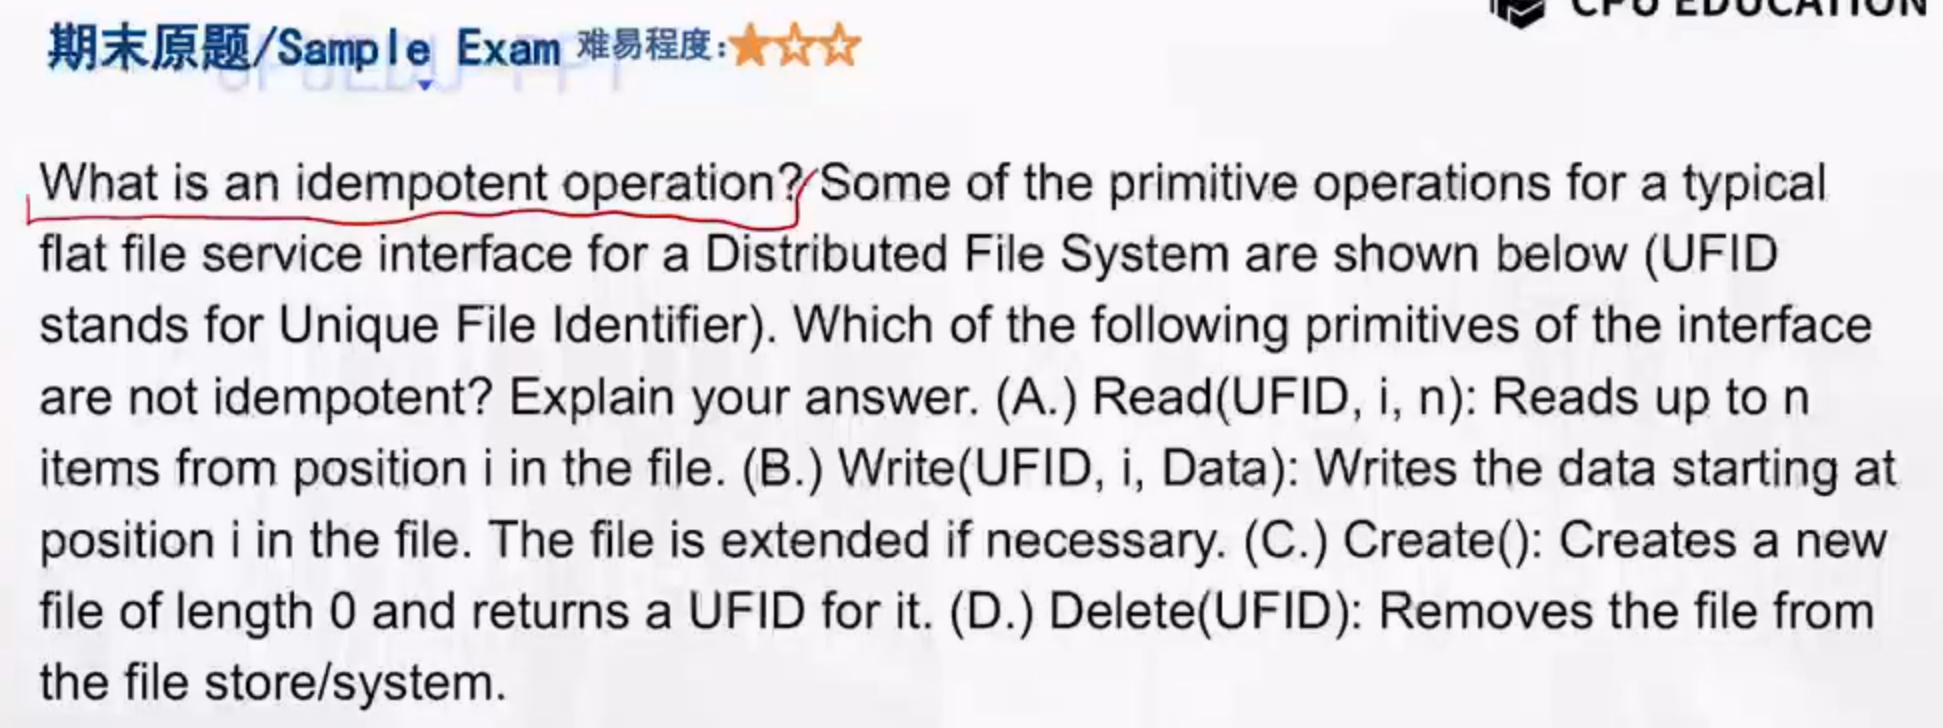 CPU EDUCATION
期末原题/Sample Exam 难易程度:★☆☆
What is an idempotent operation? Some of the primitive operations for a typical
flat file service interface for a Distributed File System are shown below (UFID
stands for Unique File Identifier). Which of the following primitives of the interface
are not idempotent? Explain your answer. (A.) Read(UFID, i, n): Reads up to n
items from position i in the file. (B.) Write(UFID, i, Data): Writes the data starting at
position i in the file. The file is extended if necessary. (C.) Create(): Creates a new
file of length 0 and returns a UFID for it. (D.) Delete(UFID): Removes the file from
the file store/system.